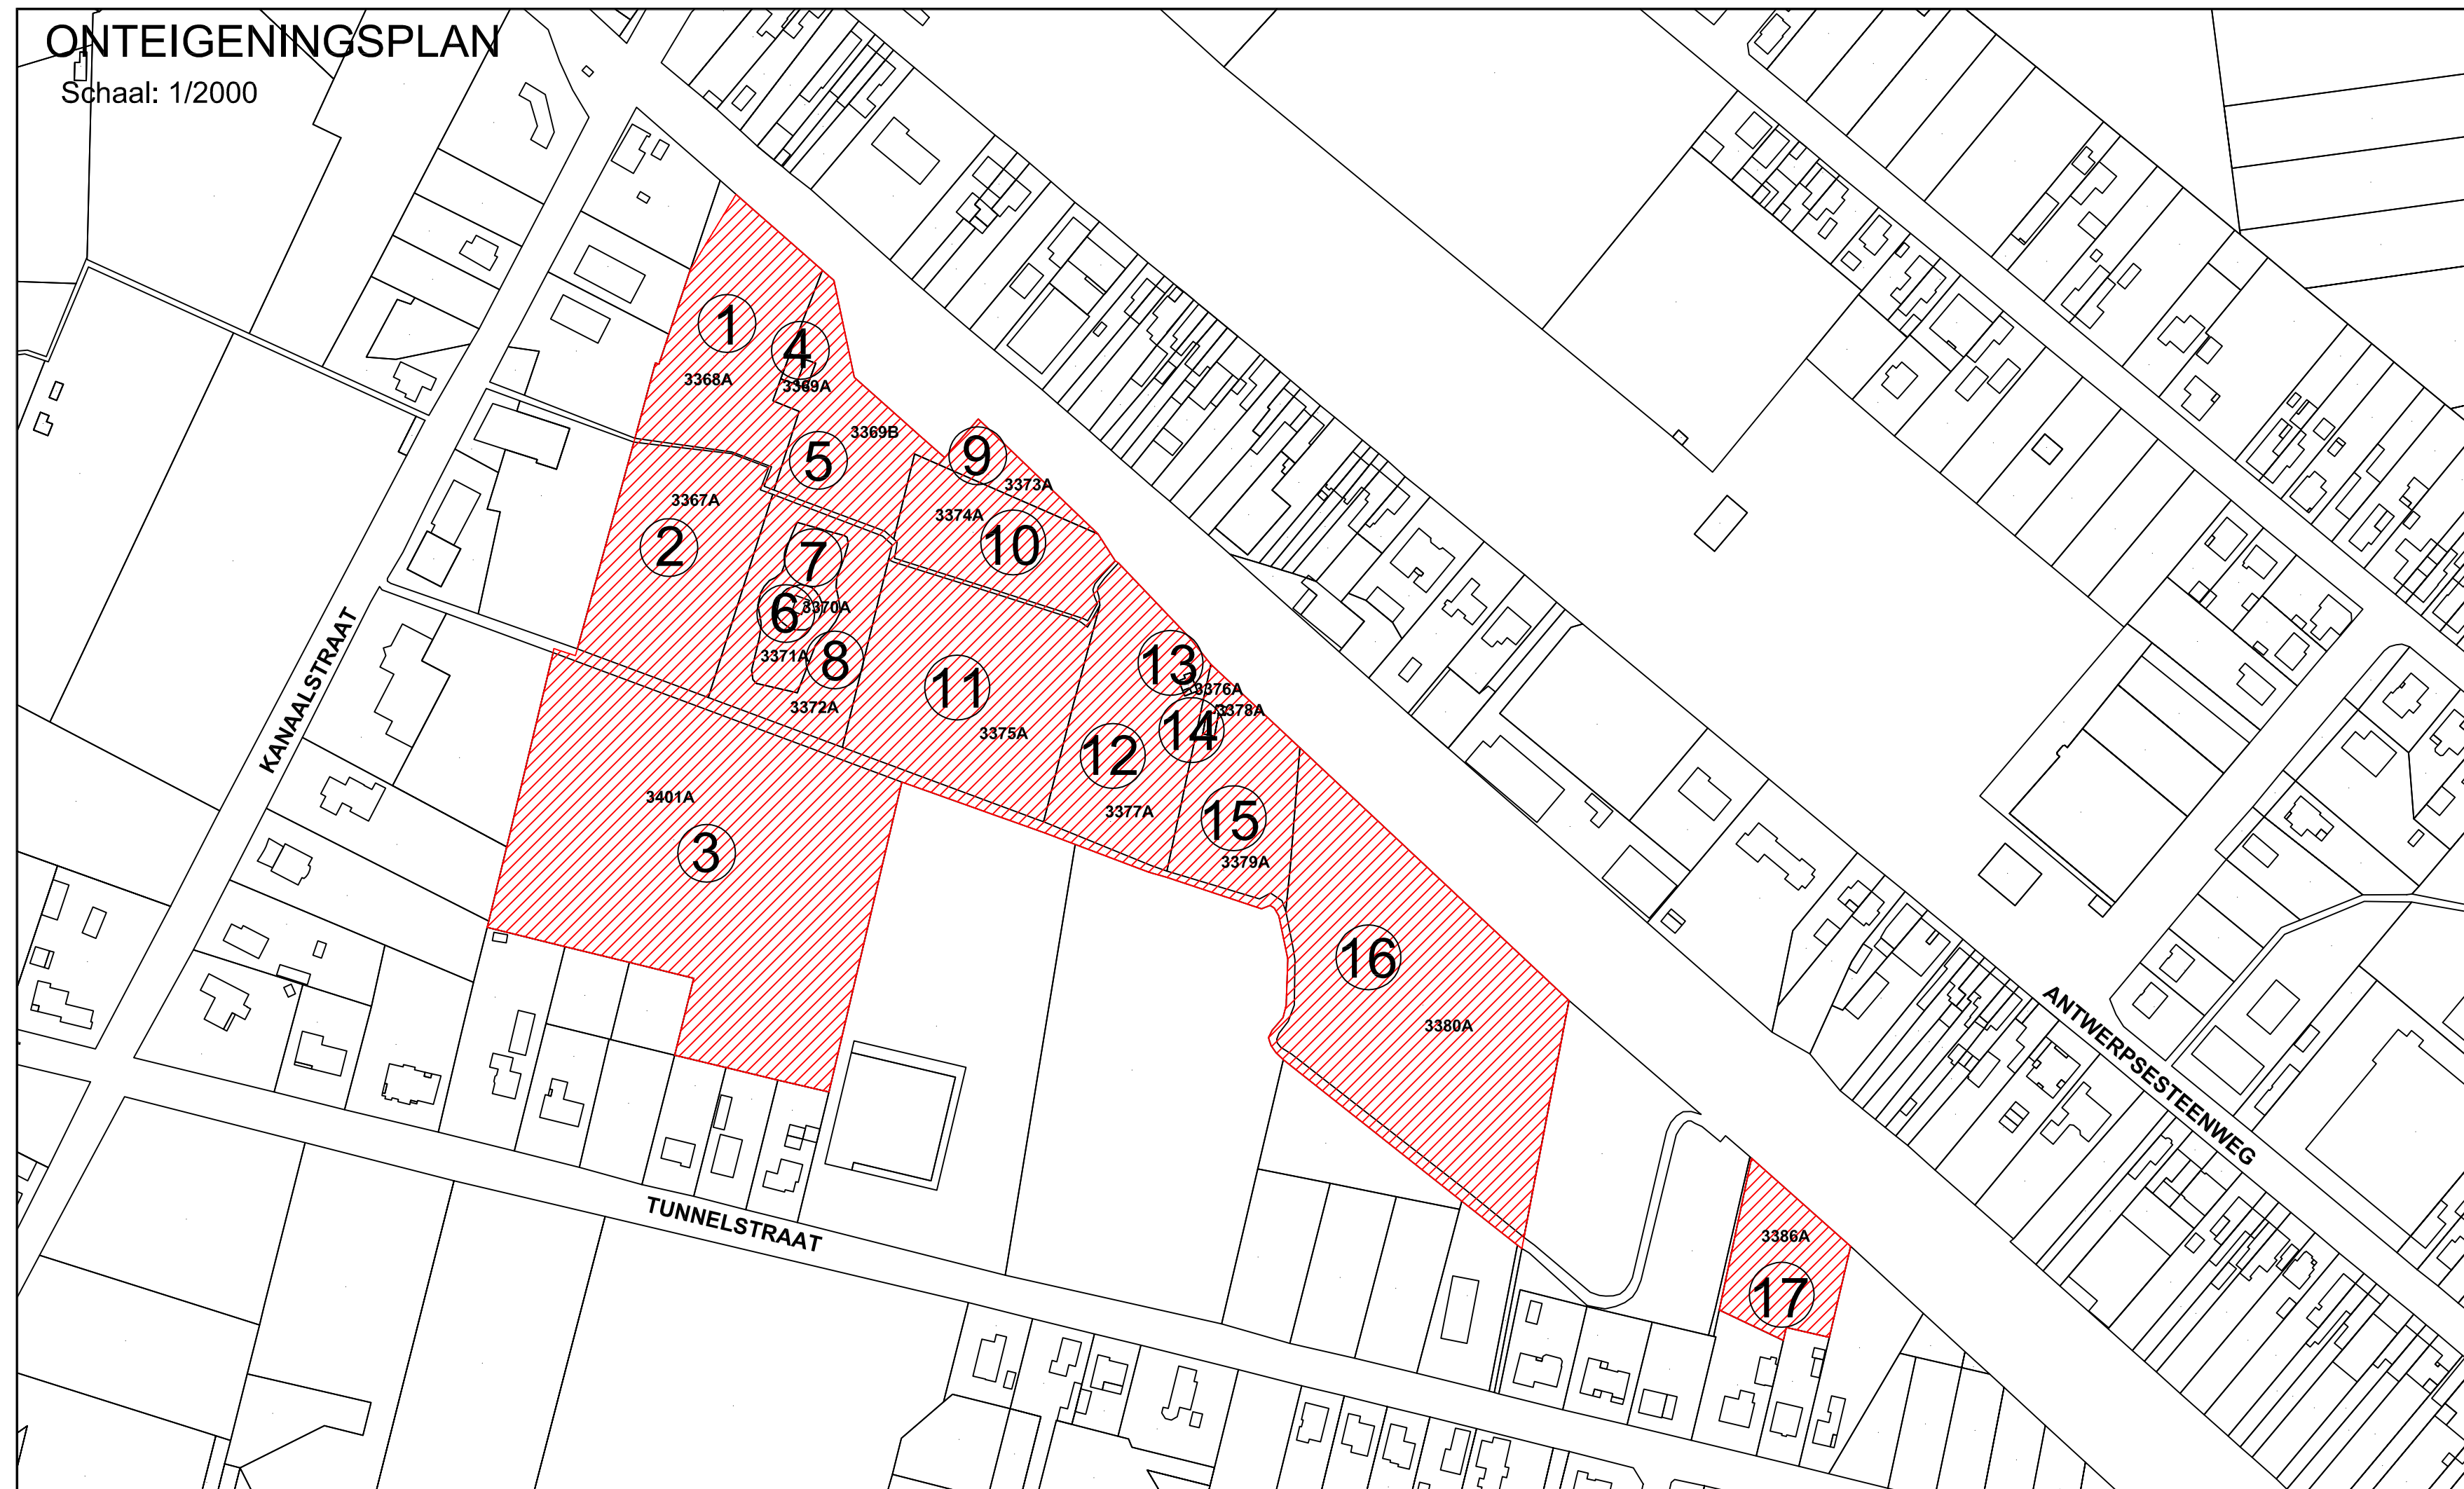 ONTEIGENINGSPLAN
Schaal: 1/2000
1
3368A
4
3369A
3369B
5
9
3373A
3367A
2
3374A
10
7
6
3370A
3371A
8
3372A
11
3375A
13
3376A
3378A
14
12
3377A
15
3379A
3401A
3
16
3380A
3386A
17
KANAALSTRAAT
TUNNELSTRAAT
ANTWERPSESTEENWEG